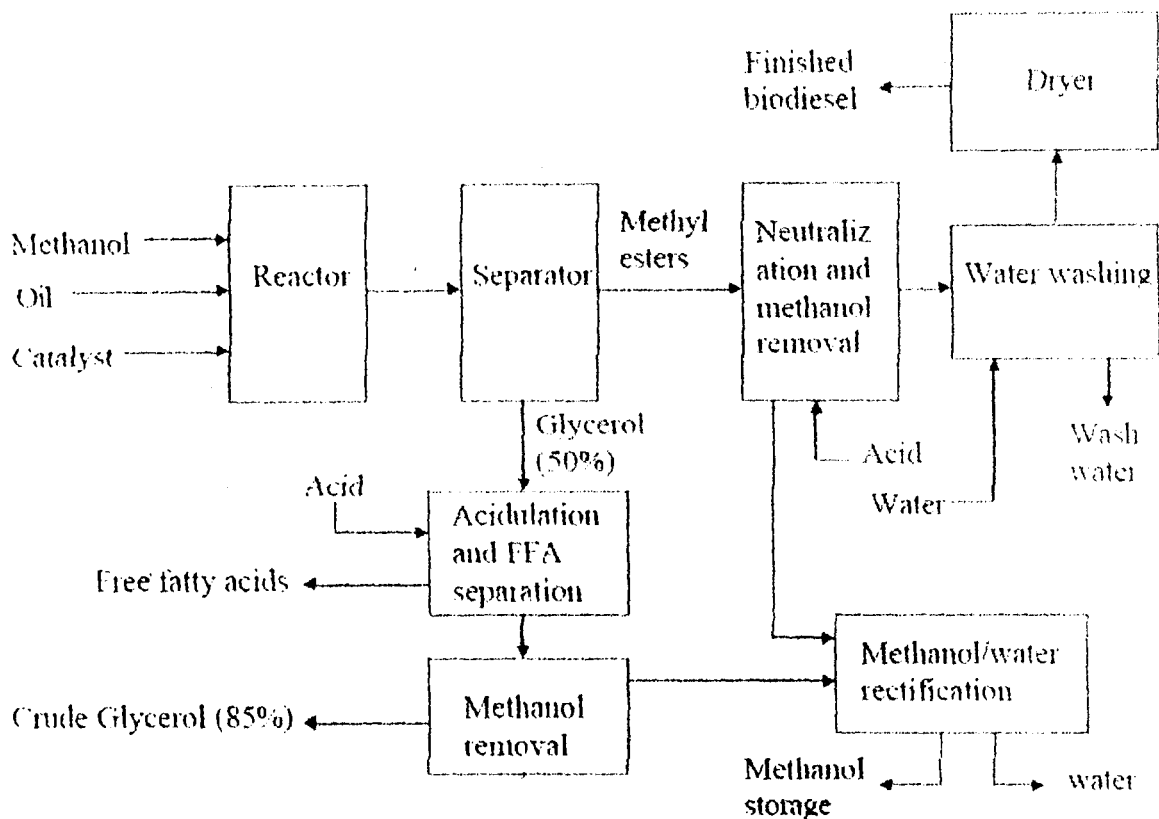 Finished
biodiesel
Dryer
Methanol
Oil
Catalyst
Reactor
Separator
Methyl
esters
Neutraliz
ation and
methanol
removal
Water washing
Glycerol
(50%)
Acid
Water
Wash
water
Acid
Acidulation
and FFA
separation
Free fatty acids
Methanol
removal
Crude Glycerol (85%)
Methanol/water
rectification
Methanol
storage
water